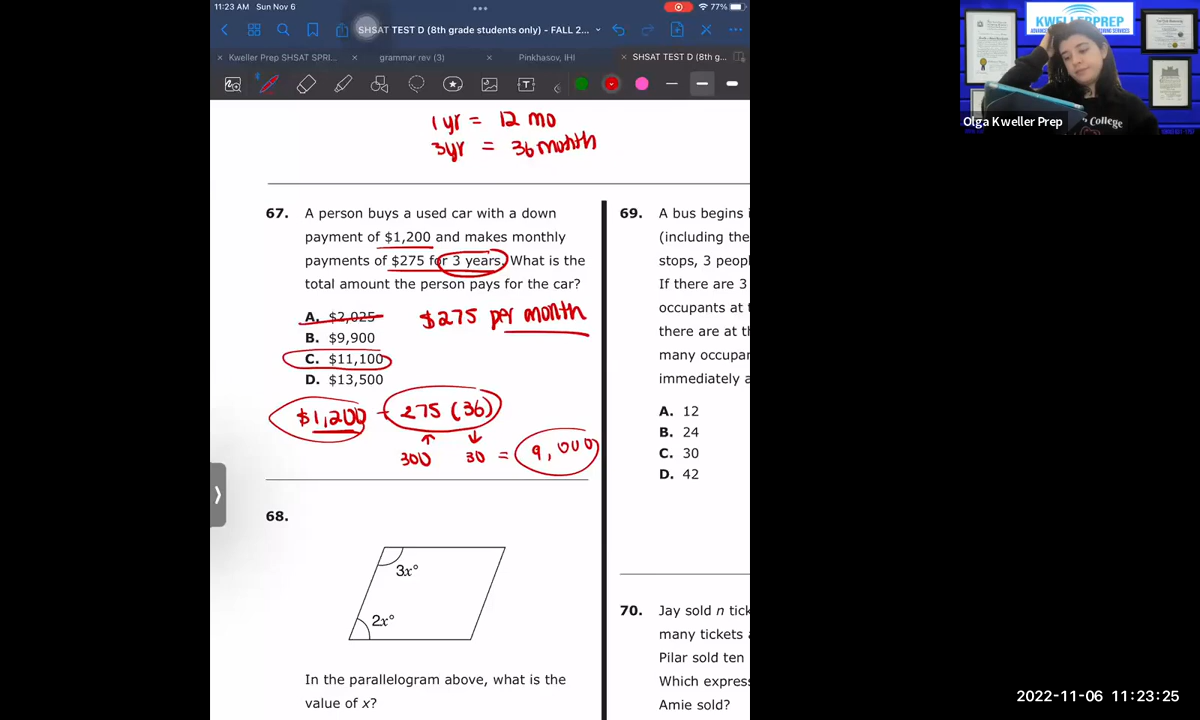 11:23 AM Sun Nov 6
77%
SHSAT TEST D (8th grade students only) - FALL 2...
Kweller Prep SHSAT SPRI...
grammar rev (3)
Pinkhasov, IHI
SHSAT TEST D (8th g...
1 yr = 12 mo
3yr = 36 month
67. A person buys a used car with a down
payment of $1,200 and makes monthly
payments of $275 for 3 years. What is the
total amount the person pays for the car?
A. $2,025
B. $9,900
C. $11,100
D. $13,500
$275 per month
$1,200 - 275 (36)
300 30 = 9,000
68.
3x°
2x°
In the parallelogram above, what is the
value of x?
69. A bus begins
(including the
stops, 3 peop
If there are 3
occupants at
there are at th
many occupan
immediately a
A. 12
B. 24
C. 30
D. 42
70. Jay sold n tick
many tickets
Pilar sold ten
Which express
Amie sold?
KWELLERPREP
College
Olga Kweller Prep
2022-11-06 11:23:25